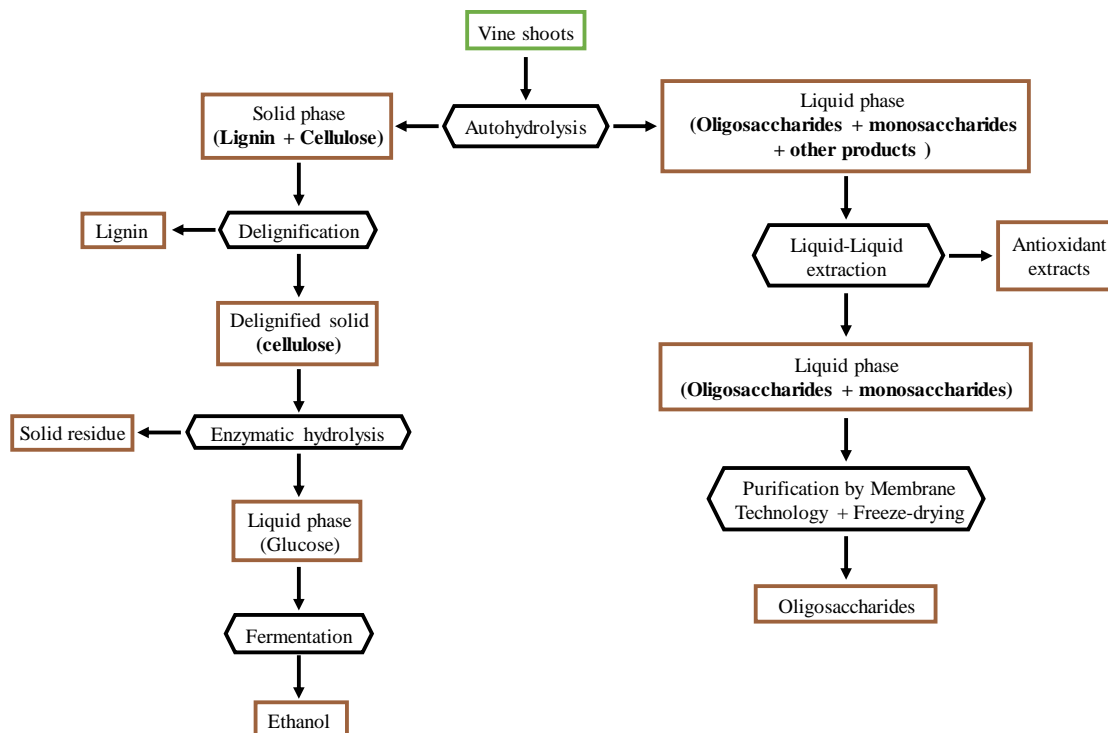 Vine shoots
Autohydrolysis
Solid phase
(Lignin + Cellulose)
Liquid phase
(Oligosaccharides + monosaccharides
+ other products )
Lignin
Delignification
Liquid-Liquid
extraction
Antioxidant
extracts
Delignified solid
(cellulose)
Liquid phase
(Oligosaccharides + monosaccharides)
Solid residue
Enzymatic hydrolysis
Purification by Membrane
Technology + Freeze-drying
Liquid phase
(Glucose)
Oligosaccharides
Fermentation
Ethanol